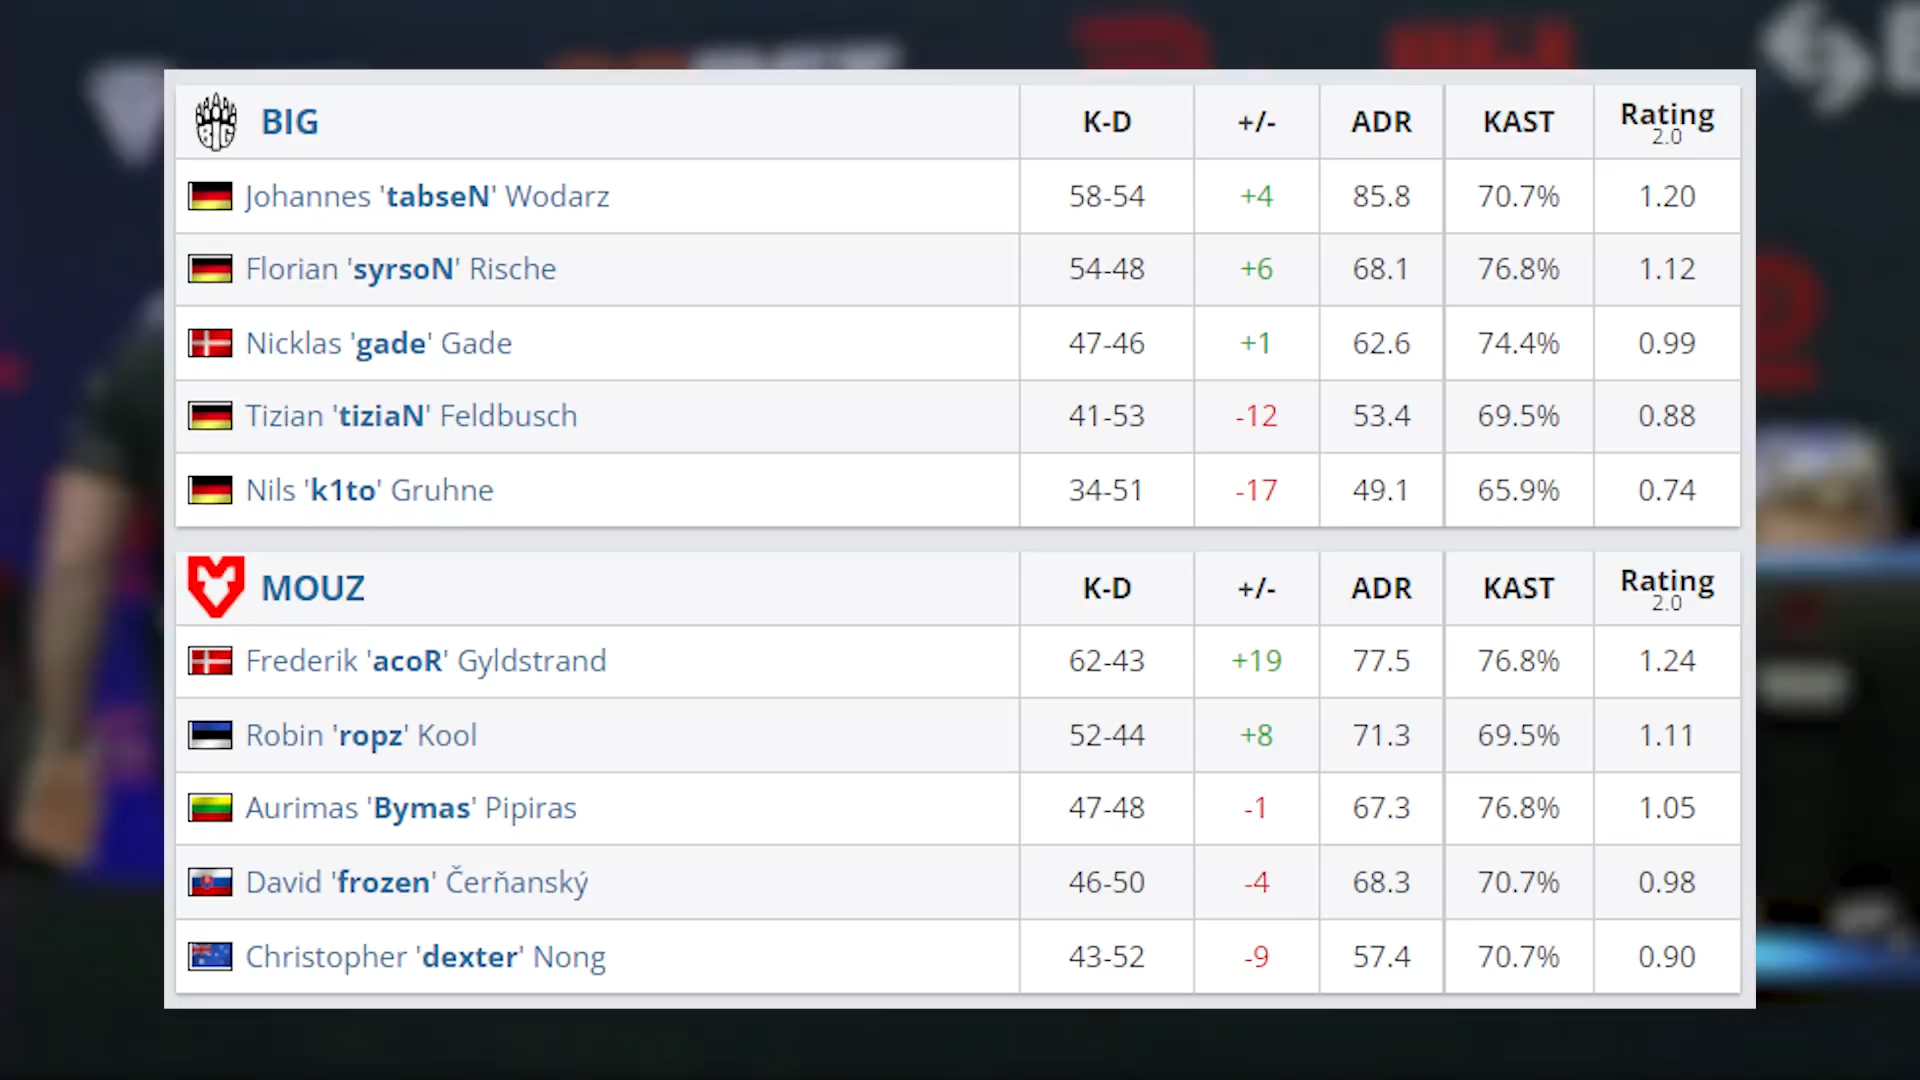 BIG K-D +/- ADR KAST Rating 2.0
Johannes 'tabseN' Wodarz 58-54 +4 85.8 70.7% 1.20
Florian 'syrsoN' Rische 54-48 +6 68.1 76.8% 1.12
Nicklas 'gade' Gade 47-46 +1 62.6 74.4% 0.99
Tizian 'tiziaN' Feldbusch 41-53 -12 53.4 69.5% 0.88
Nils 'k1to' Gruhne 34-51 -17 49.1 65.9% 0.74
MOUZ K-D +/- ADR KAST Rating 2.0
Frederik 'acoR' Gyldstrand 62-43 +19 77.5 76.8% 1.24
Robin 'ropz' Kool 52-44 +8 71.3 69.5% 1.11
Aurimas 'Bymas' Pipiras 47-48 -1 67.3 76.8% 1.05
David 'frozen' Čerňanský 46-50 -4 68.3 70.7% 0.98
Christopher 'dexter' Nong 43-52 -9 57.4 70.7% 0.90